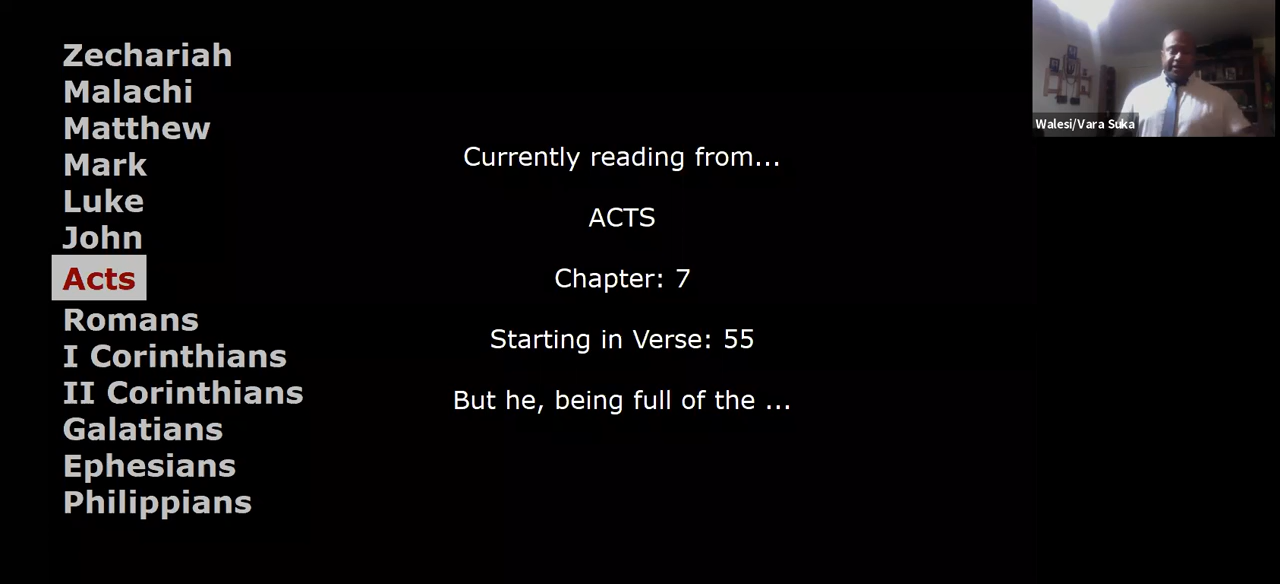 Zechariah
Malachi
Matthew
Mark
Luke
John
Acts
Romans
I Corinthians
II Corinthians
Galatians
Ephesians
Philippians
Currently reading from...
ACTS
Chapter: 7
Starting in Verse: 55
But he, being full of the ...
Walesi/Vara Suka